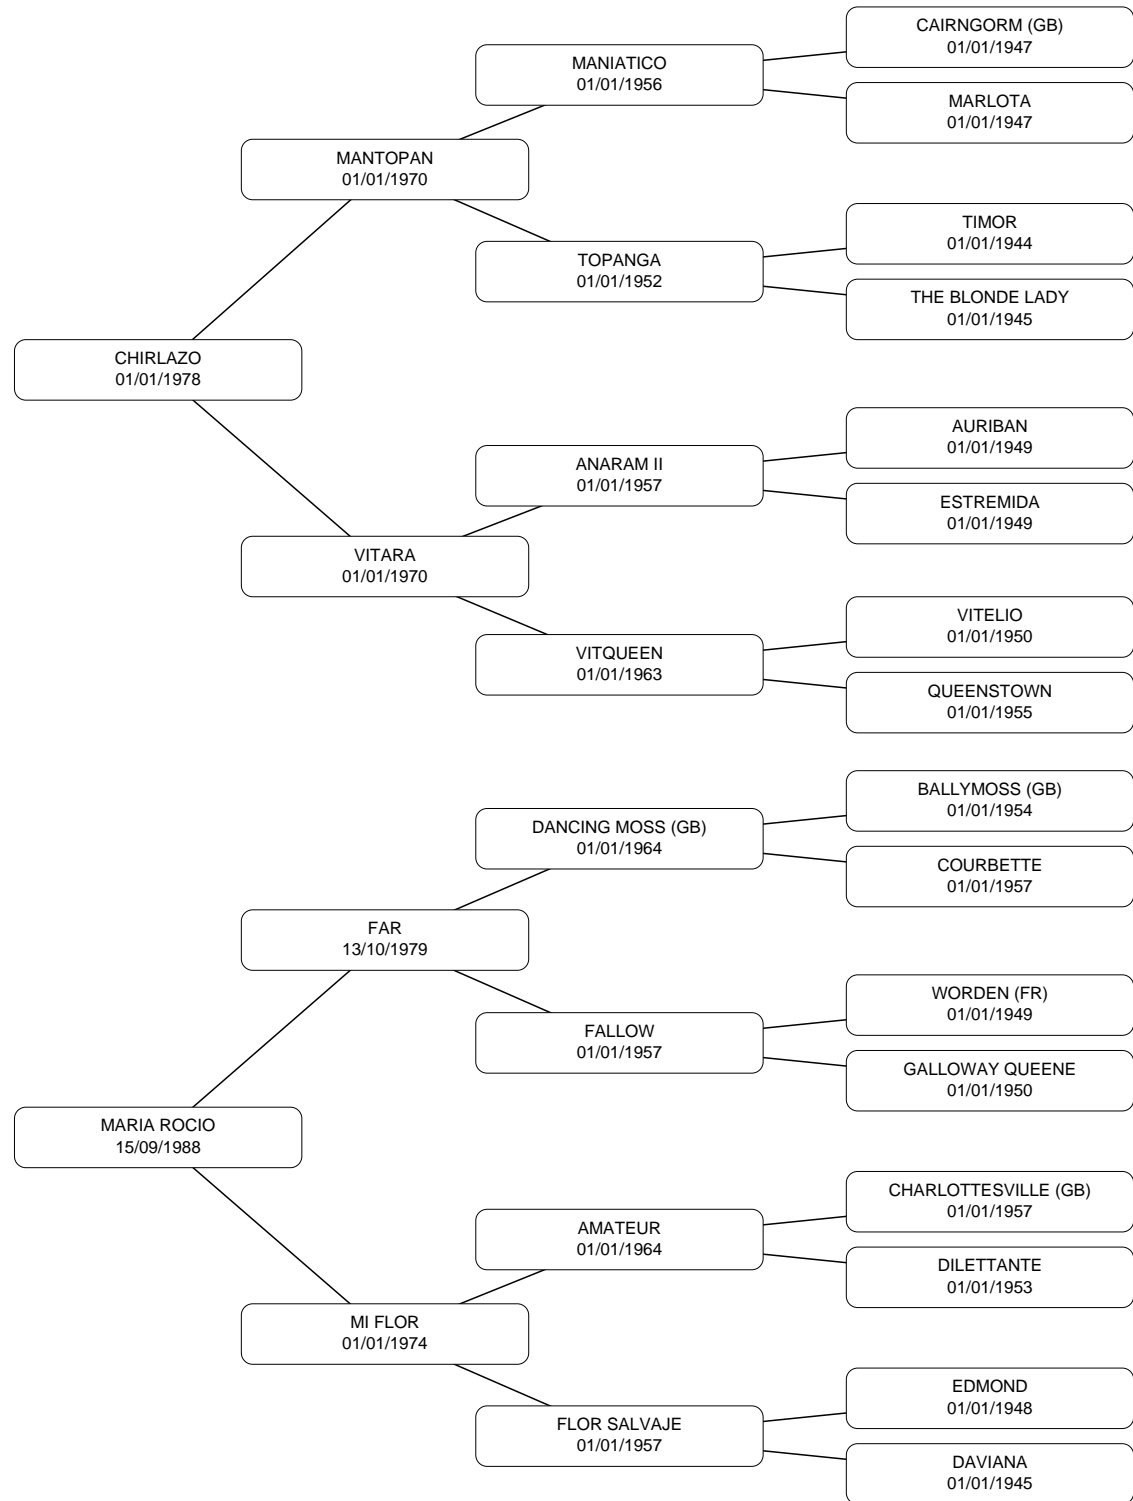 CAIRNGORM (GB)
01/01/1947
MANIATICO
01/01/1956
MARLOTA
01/01/1947
MANTOPAN
01/01/1970
TIMOR
01/01/1944
TOPANGA
01/01/1952
THE BLONDE LADY
01/01/1945
CHIRLAZO
01/01/1978
AURIBAN
01/01/1949
ANARAM II
01/01/1957
ESTREMIDA
01/01/1949
VITARA
01/01/1970
VITELIO
01/01/1950
VITQUEEN
01/01/1963
QUEENSTOWN
01/01/1955
BALLYMOSS (GB)
01/01/1954
DANCING MOSS (GB)
01/01/1964
COURBETTE
01/01/1957
FAR
13/10/1979
WORDEN (FR)
01/01/1949
FALLOW
01/01/1957
GALLOWAY QUEENE
01/01/1950
MARIA ROCIO
15/09/1988
CHARLOTTESVILLE (GB)
01/01/1957
AMATEUR
01/01/1964
DILETTANTE
01/01/1953
MI FLOR
01/01/1974
EDMOND
01/01/1948
FLOR SALVAJE
01/01/1957
DAVIANA
01/01/1945